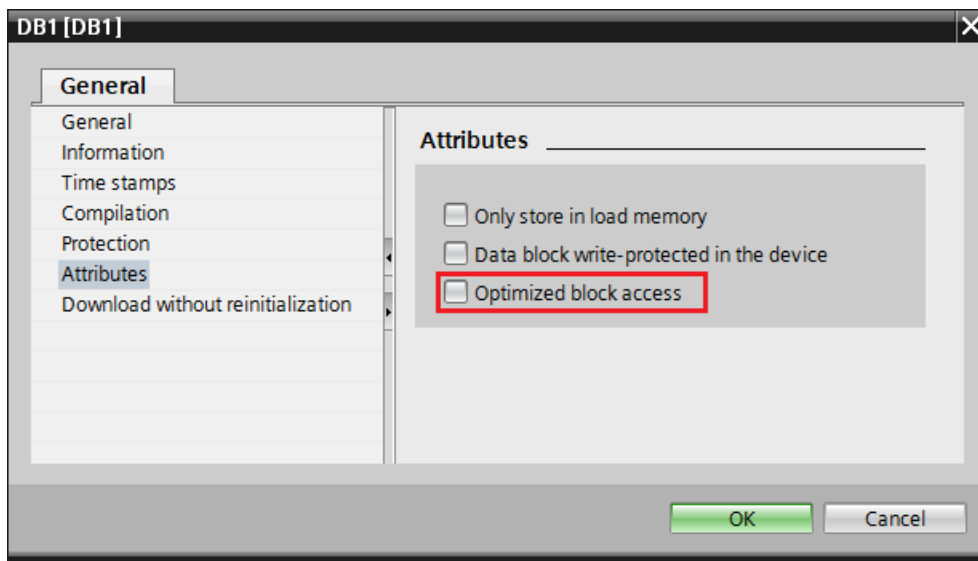 DB1 [DB1]
General
General
Information
Time stamps
Compilation
Protection
Attributes
Download without reinitialization
Attributes
Only store in load memory
Data block write-protected in the device
Optimized block access
OK
Cancel